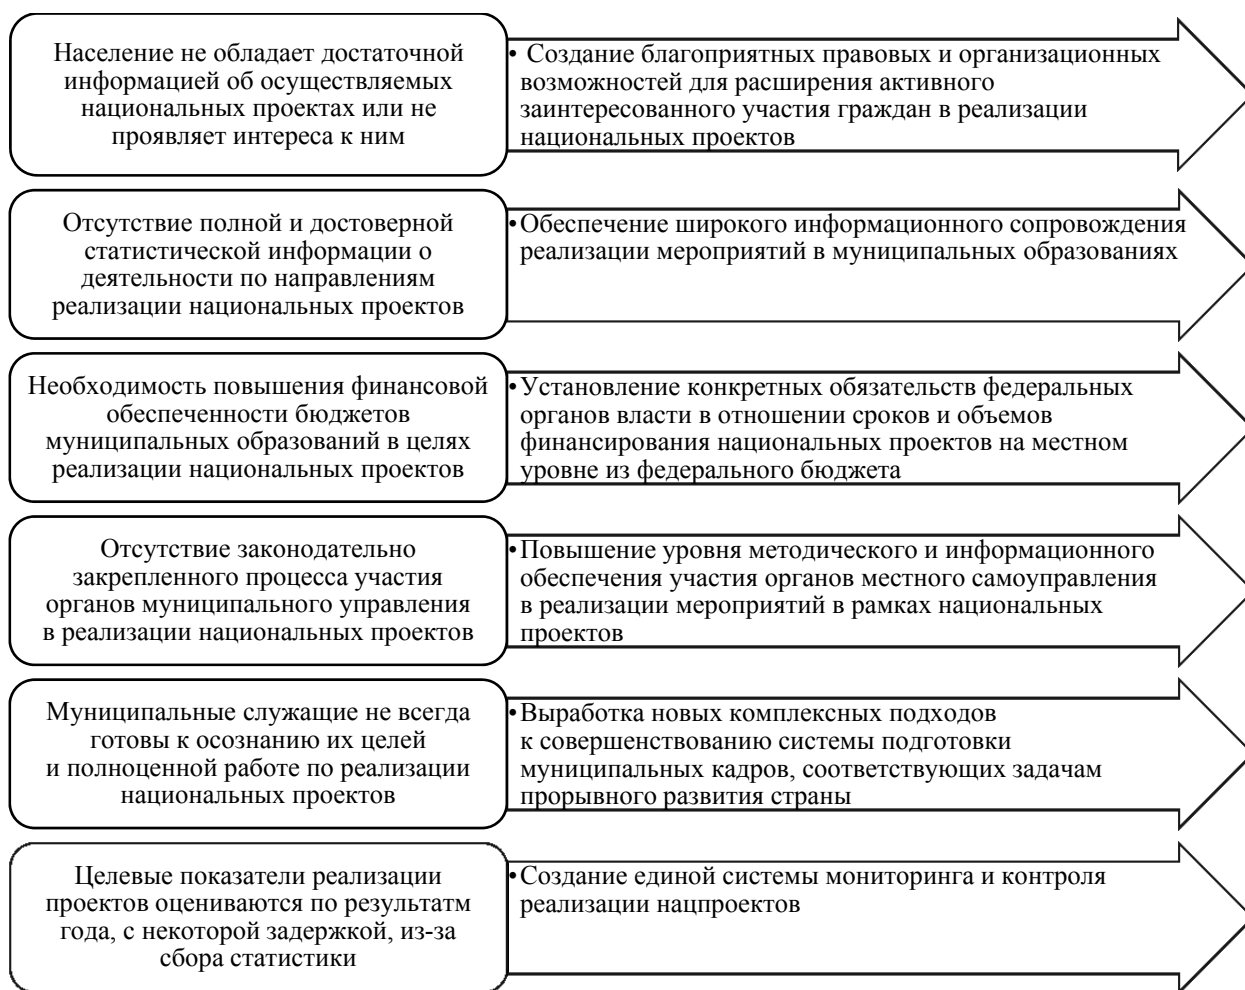 Население не обладает достаточной
информацией об осуществляемых
национальных проектах или не
проявляет интереса к ним
• Создание благоприятных правовых и организационных
возможностей для расширения активного
заинтересованного участия граждан в реализации
национальных проектов
Отсутствие полной и достоверной
статистической информации о
деятельности по направлениям
реализации национальных проектов
• Обеспечение широкого информационного сопровождения
реализации мероприятий в муниципальных образованиях
Необходимость повышения финансовой
обеспеченности бюджетов
муниципальных образований в целях
реализации национальных проектов
• Установление конкретных обязательств федеральных
органов власти в отношении сроков и объемов
финансирования национальных проектов на местном
уровне из федерального бюджета
Отсутствие законодательно
закрепленного процесса участия
органов муниципального управления
в реализации национальных проектов
• Повышение уровня методического и информационного
обеспечения участия органов местного самоуправления
в реализации мероприятий в рамках национальных
проектов
Муниципальные служащие не всегда
готовы к осознанию их целей
и полноценной работе по реализации
национальных проектов
• Выработка новых комплексных подходов
к совершенствованию системы подготовки
муниципальных кадров, соответствующих задачам
прорывного развития страны
Целевые показатели реализации
проектов оцениваются по результатм
года, с некоторой задержкой, из-за
сбора статистики
• Создание единой системы мониторинга и контроля
реализации нацпроектов